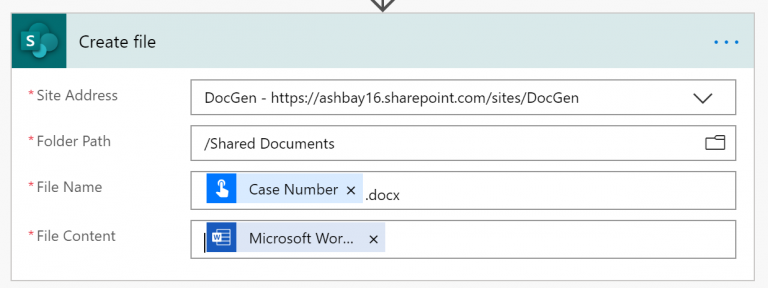 Create file
* Site Address DocGen - https://ashbay16.sharepoint.com/sites/DocGen
* Folder Path /Shared Documents
* File Name Case Number × .docx
* File Content Microsoft Wor... ×